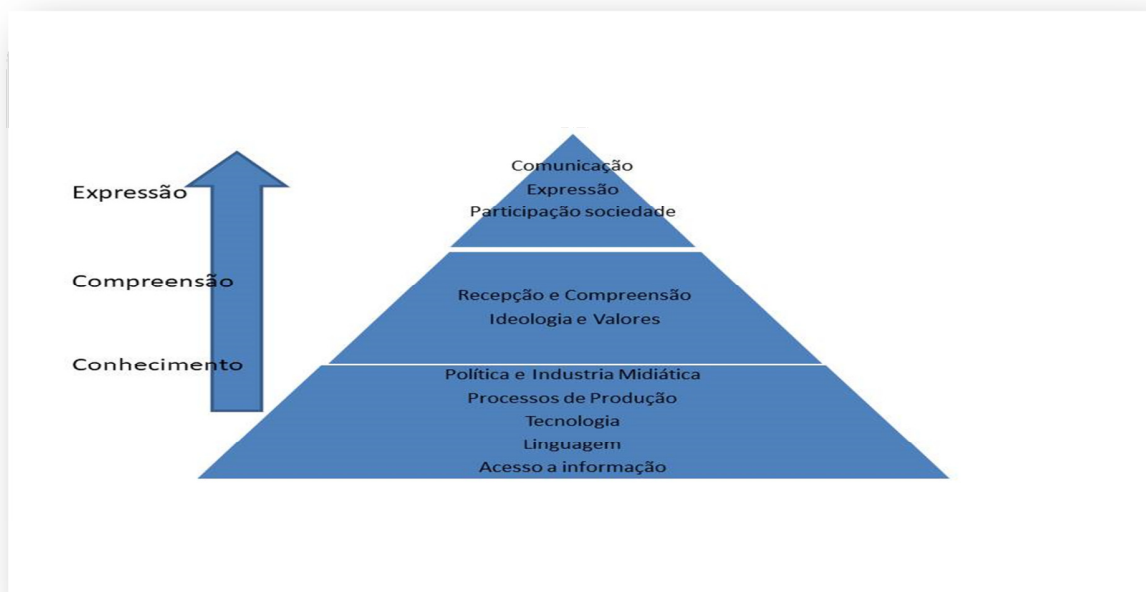 Expressão
Compreensão
Conhecimento
Comunicação
Expressão
Participação sociedade
Recepção e Compreensão
Ideologia e Valores
Política e Industria Midiática
Processos de Produção
Tecnologia
Linguagem
Acesso a informação